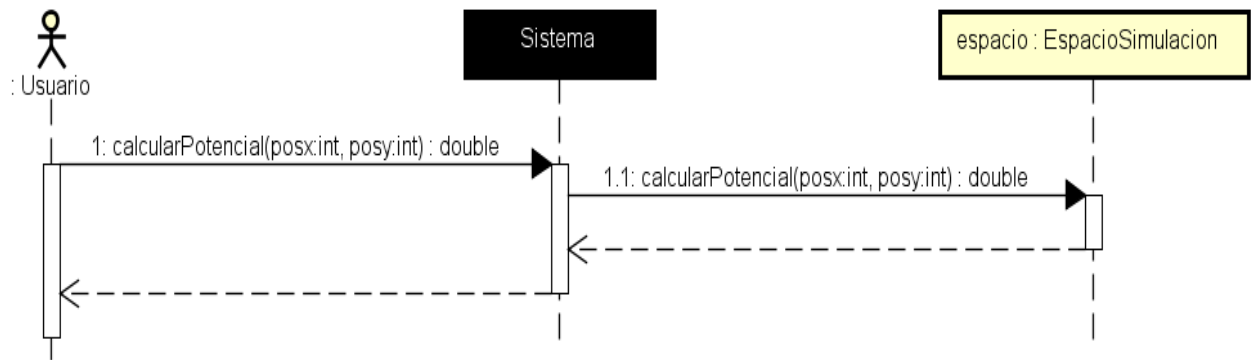 Sistema
espacio : EspacioSimulacion
: Usuario
1: calcularPotencial(posx:int, posy:int) : double
1.1: calcularPotencial(posx:int, posy:int) : double